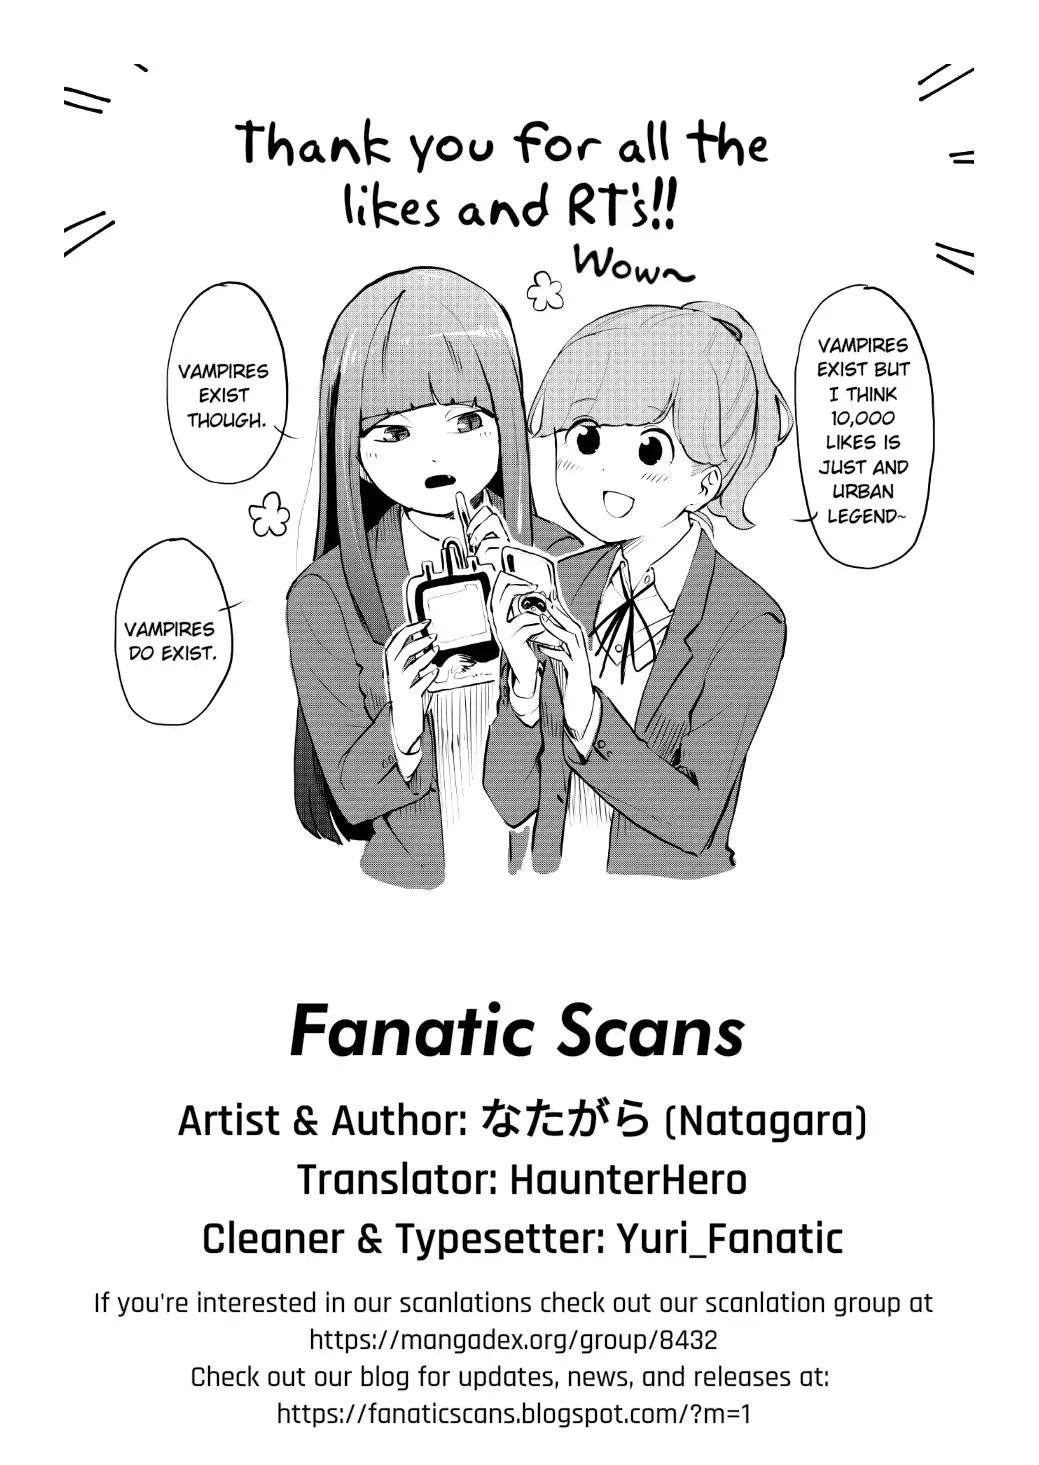 Thank you for all the
likes and RT's!!
Wow~
VAMPIRES
EXIST
THOUGH.
VAMPIRES
EXIST BUT
I THINK
10,000
LIKES IS
JUST AND
URBAN
LEGEND~
VAMPIRES
DO EXIST.
Fanatic Scans
Artist & Author: なたがら (Natagara)
Translator: HaunterHero
Cleaner & Typesetter: Yuri_Fanatic
If you're interested in our scanlations check out our scanlation group at
https://mangadex.org/group/8432
Check out our blog for updates, news, and releases at:
https://fanaticscans.blogspot.com/?m=1